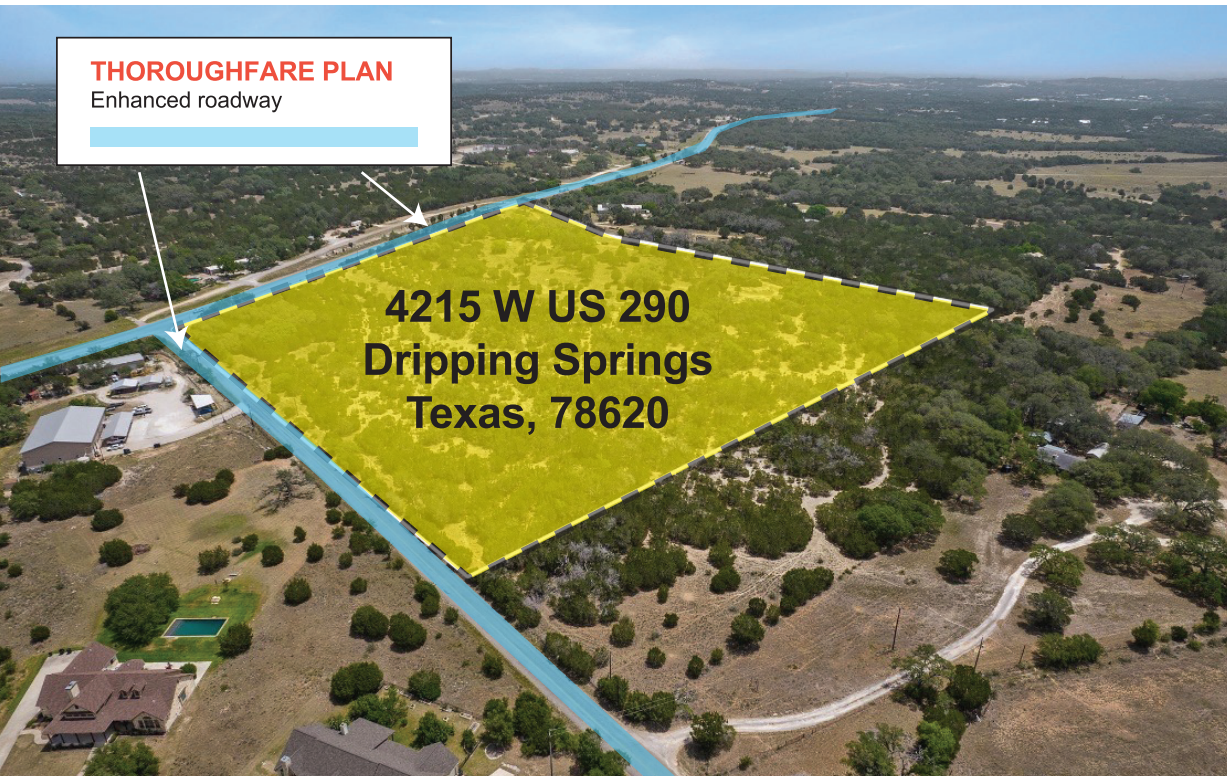 THOROUGHFARE PLAN
Enhanced roadway
4215 W US 290
Dripping Springs
Texas, 78620